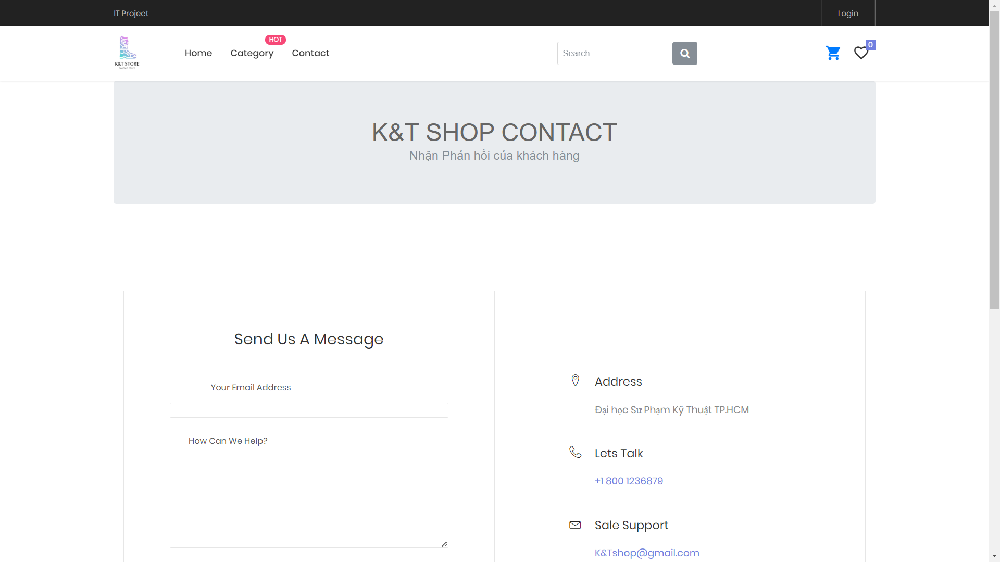 IT Project
Login
K&T STORE
Fashion Store
Home
Category
HOT
Contact
Search...
0
K&T SHOP CONTACT
Nhận Phản hồi của khách hàng
Send Us A Message
Your Email Address
How Can We Help?
Address
Đại học Sư Phạm Kỹ Thuật TP.HCM
Lets Talk
+1 800 1236879
Sale Support
K&Tshop@gmail.com